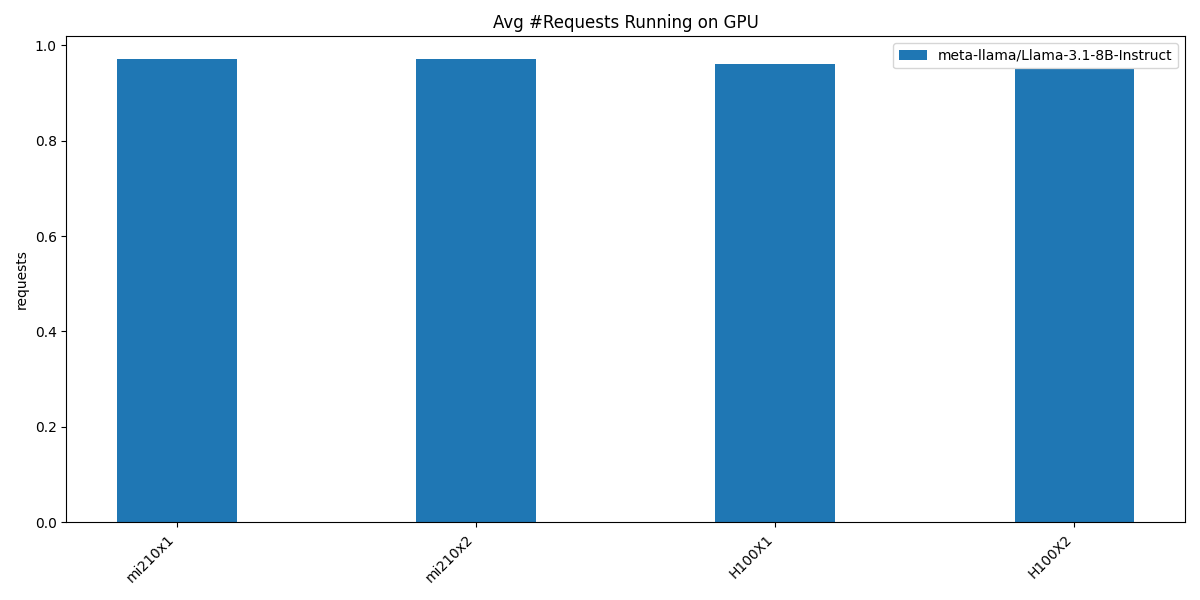 Avg #Requests Running on GPU
meta-llama/Llama-3.1-8B-Instruct
1.0
0.8
0.6
0.4
0.2
0.0
requests
mi210x1
mi210x2
H100X1
H100X2